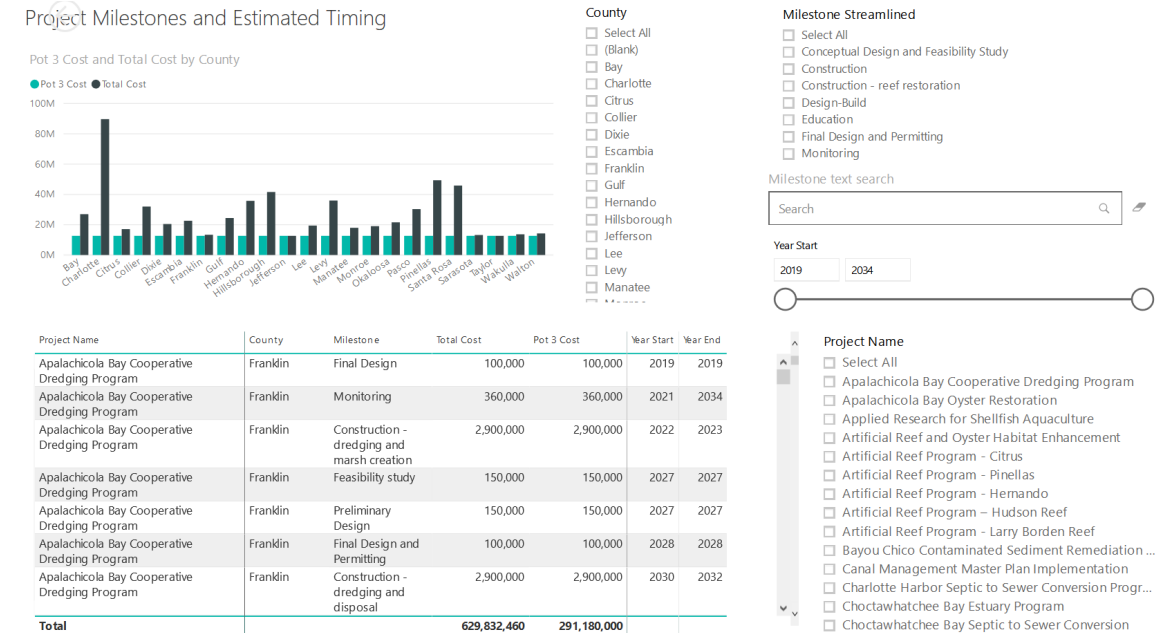 Project Milestones and Estimated Timing
Pot 3 Cost and Total Cost by County
Pot 3 Cost Total Cost
100M
80M
60M
40M
20M
0M
Bay
Charlotte
Citrus
Collier
Dixie
Escambia
Franklin
Gulf
Hernando
Hillsborough
Jefferson
Lee
Levy
Manatee
Monroe
Okaloosa
Pasco
Pinellas
Santa Rosa
Sarasota
Taylor
Wakulla
Walton
County
Select All
(Blank)
Bay
Charlotte
Citrus
Collier
Dixie
Escambia
Franklin
Gulf
Hernando
Hillsborough
Jefferson
Lee
Levy
Manatee
Milestone Streamlined
Select All
Conceptual Design and Feasibility Study
Construction
Construction - reef restoration
Design-Build
Education
Final Design and Permitting
Monitoring
Milestone text search
Search
Year Start
2019 2034
Project Name County Milestone Total Cost Pot 3 Cost Year Start Year End
Apalachicola Bay Cooperative Franklin Final Design 100,000 100,000 2019 2019
Dredging Program
Apalachicola Bay Cooperative Franklin Monitoring 360,000 360,000 2021 2034
Dredging Program
Apalachicola Bay Cooperative Franklin Construction - 2,900,000 2,900,000 2022 2023
Dredging Program dredging and
marsh creation
Apalachicola Bay Cooperative Franklin Feasibility study 150,000 150,000 2027 2027
Dredging Program
Apalachicola Bay Cooperative Franklin Preliminary 150,000 150,000 2027 2027
Dredging Program Design
Apalachicola Bay Cooperative Franklin Final Design and 100,000 100,000 2028 2028
Dredging Program Permitting
Apalachicola Bay Cooperative Franklin Construction - 2,900,000 2,900,000 2030 2032
Dredging Program dredging and
disposal
Total 629,832,460 291,180,000
Project Name
Select All
Apalachicola Bay Cooperative Dredging Program
Apalachicola Bay Oyster Restoration
Applied Research for Shellfish Aquaculture
Artificial Reef and Oyster Habitat Enhancement
Artificial Reef Program - Citrus
Artificial Reef Program - Pinellas
Artificial Reef Program - Hernando
Artificial Reef Program – Hudson Reef
Artificial Reef Program - Larry Borden Reef
Bayou Chico Contaminated Sediment Remediation ...
Canal Management Master Plan Implementation
Charlotte Harbor Septic to Sewer Conversion Progr...
Choctawhatchee Bay Estuary Program
Choctawhatchee Bay Septic to Sewer Conversion